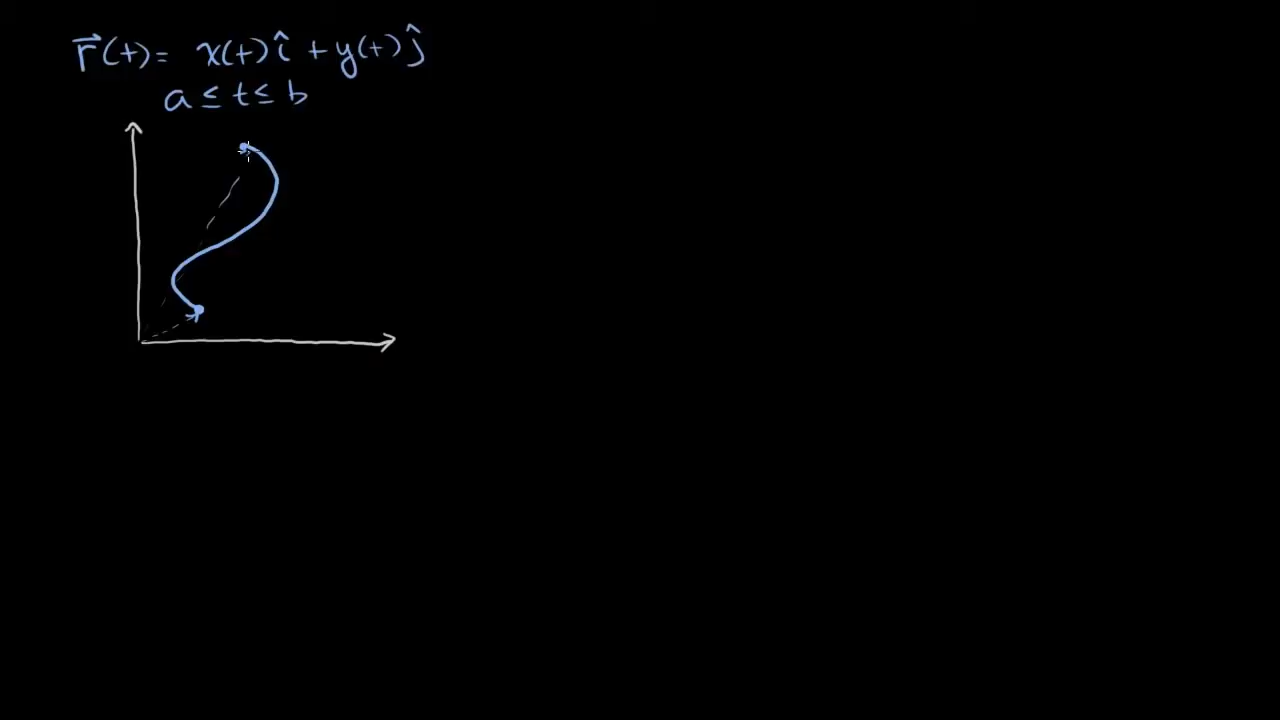 r⃗(t) = x(t)î + y(t)ĵ
a ≤ t ≤ b